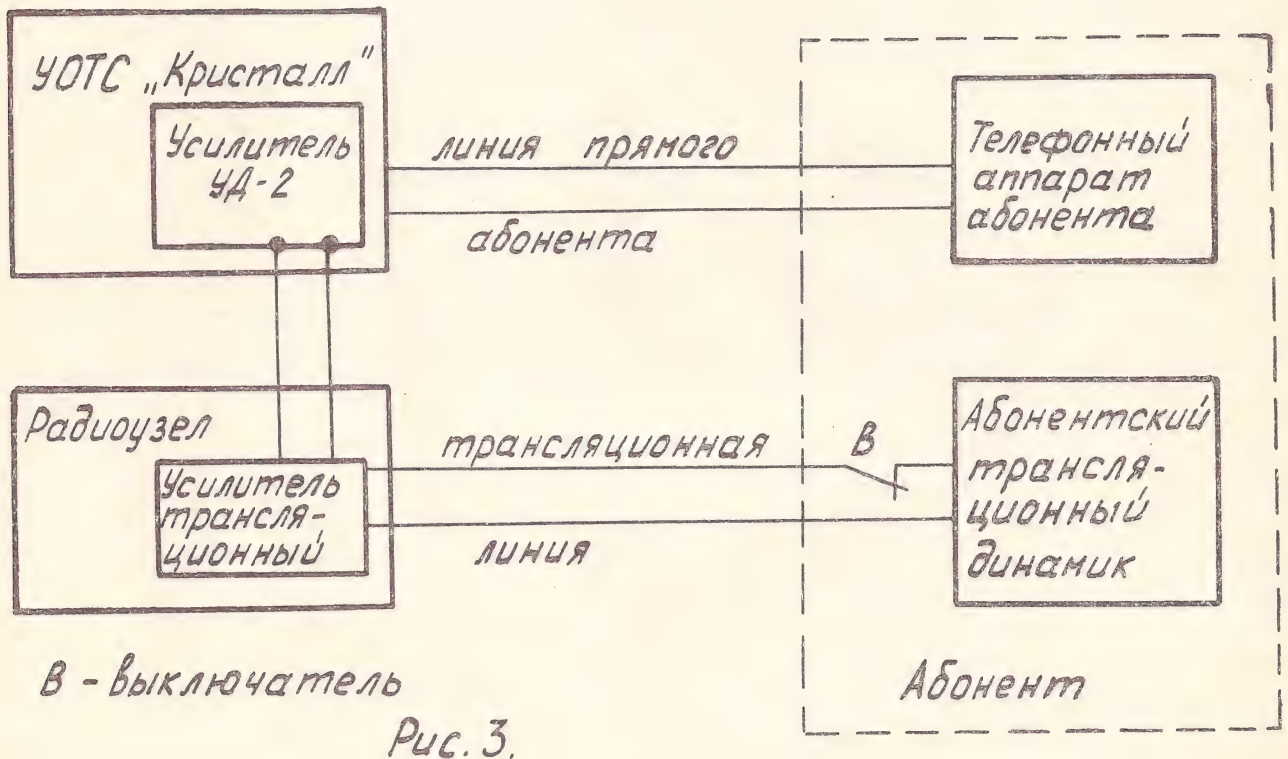 УОТС „Кристалл"
Усилитель
УД-2
линия прямого
абонента
Телефонный
аппарат
абонента
Радиоузел
Усилитель
трансля-
ционный
трансляционная
линия
В
Абонентский
трансля-
ционный
динамик
В - выключатель
Абонент
Рис. 3.